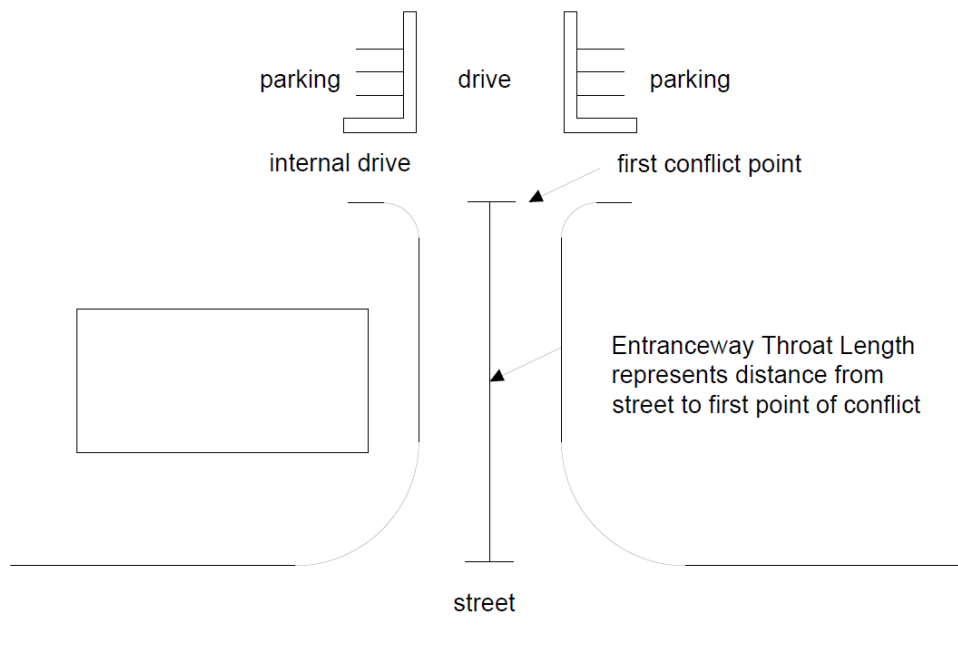 parking
drive
parking
internal drive
first conflict point
Entranceway Throat Length
represents distance from
street to first point of conflict
street